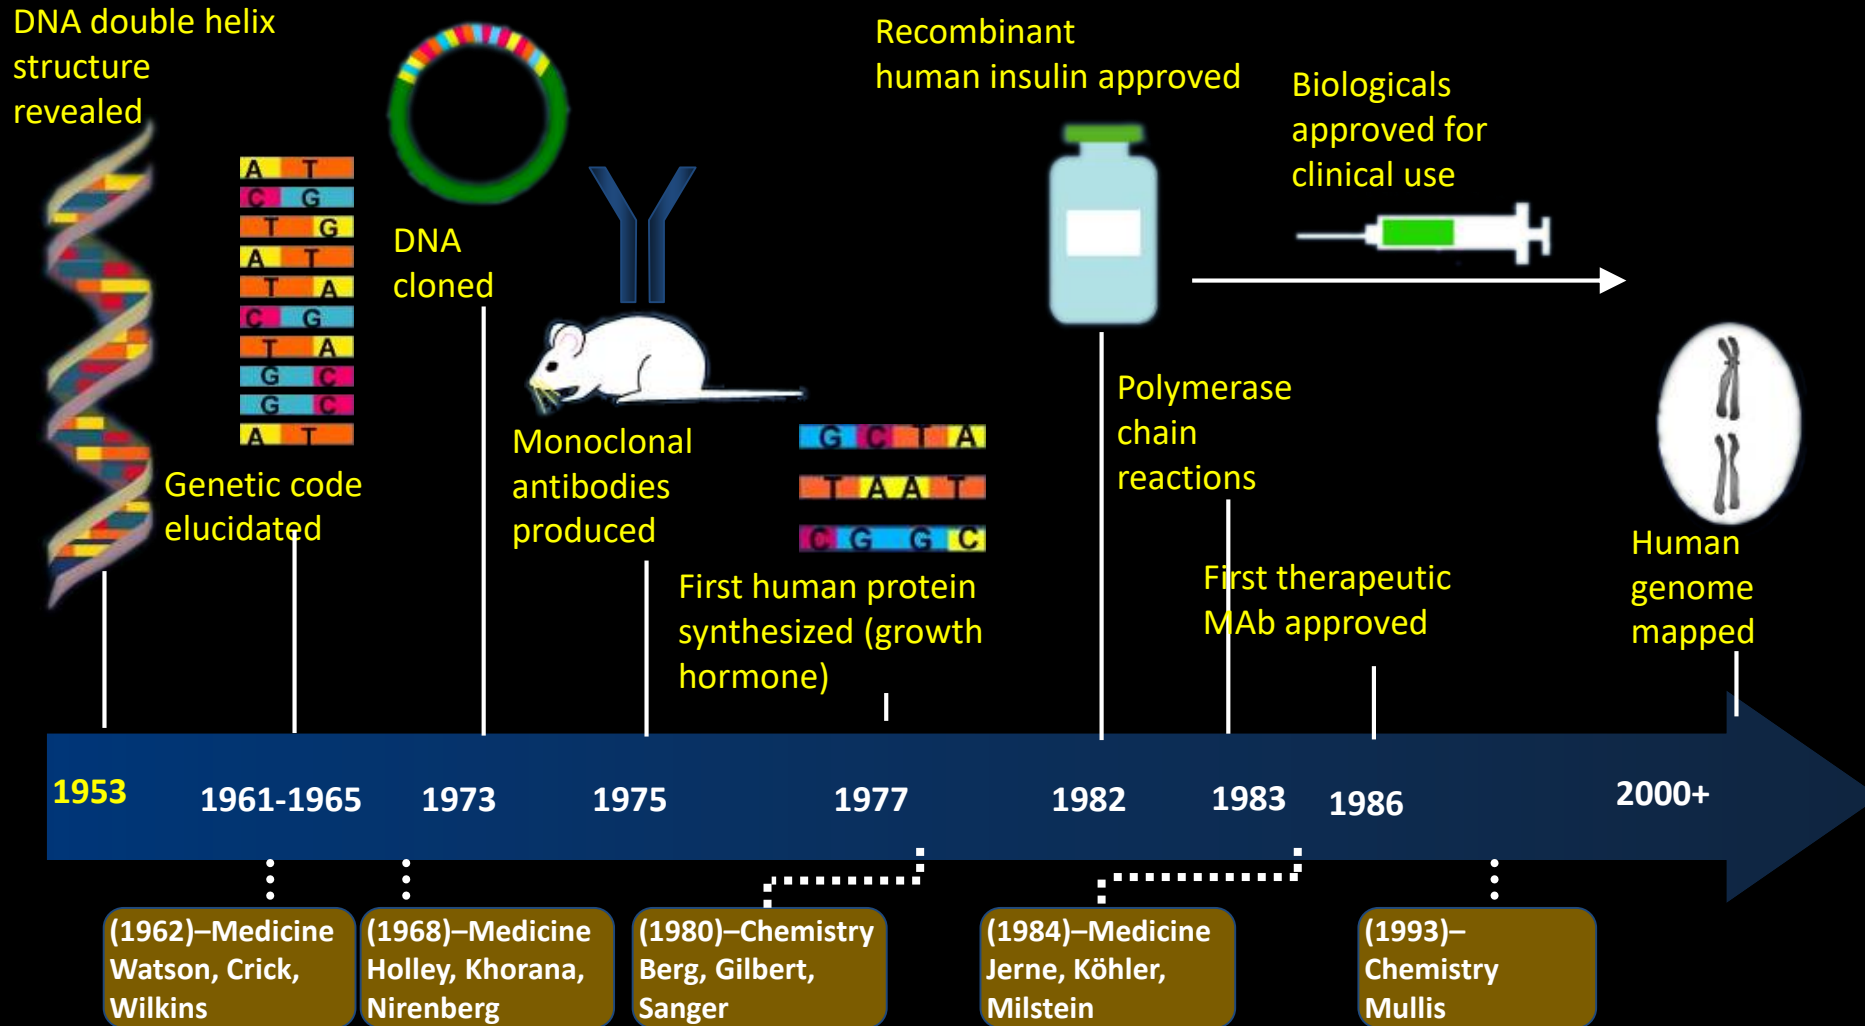 DNA double helix
structure
revealed
A T
C G
T G
A T
T A
C G
T A
G C
G C
A T
Genetic code
elucidated
DNA
cloned
Monoclonal
antibodies
produced
G C T A
T A A T
C G G C
First human protein
synthesized (growth
hormone)
Recombinant
human insulin approved
Biologicals
approved for
clinical use
Polymerase
chain
reactions
First therapeutic
MAb approved
Human
genome
mapped
1953
1961-1965
1973
1975
1977
1982
1983
1986
2000+
(1962)–Medicine
Watson, Crick,
Wilkins
(1968)–Medicine
Holley, Khorana,
Nirenberg
(1980)–Chemistry
Berg, Gilbert,
Sanger
(1984)–Medicine
Jerne, Köhler,
Milstein
(1993)–
Chemistry
Mullis